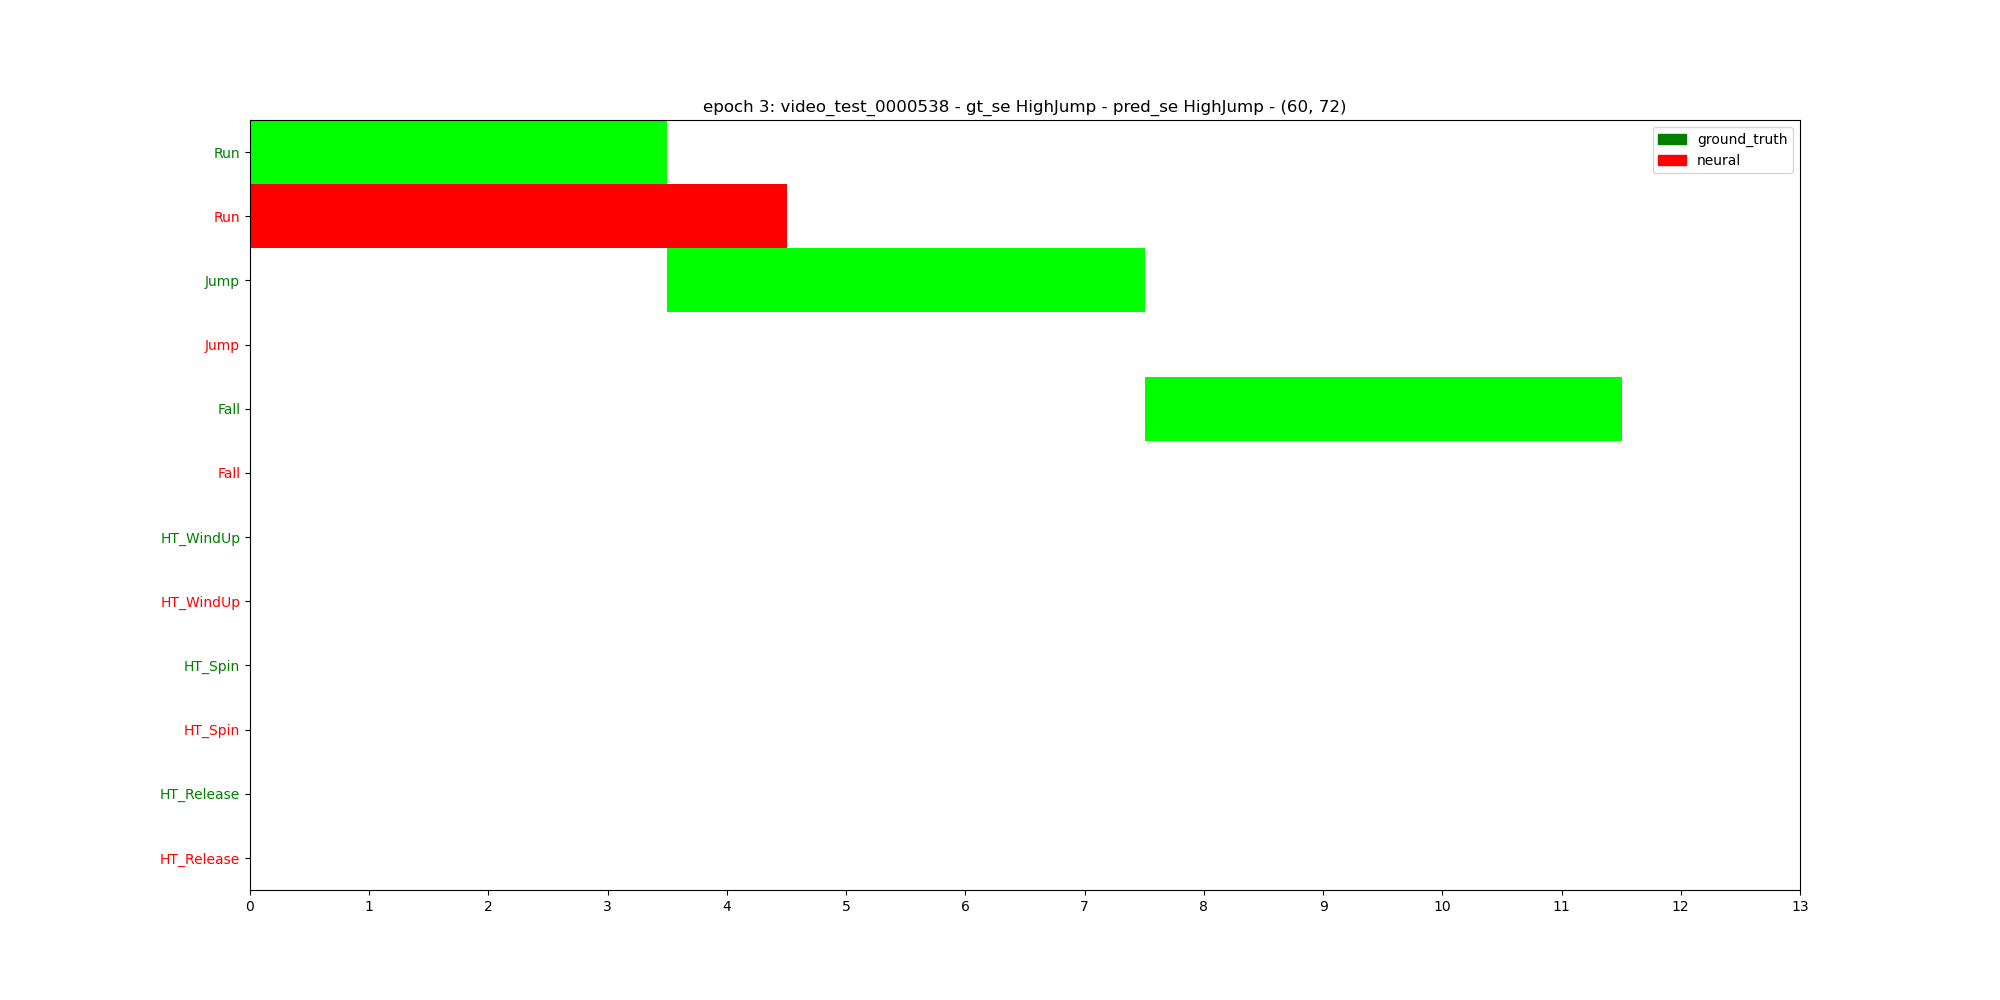 epoch 3: video_test_0000538 - gt_se HighJump - pred_se HighJump - (60, 72)
ground_truth
neural
Run
Run
Jump
Jump
Fall
Fall
HT_WindUp
HT_WindUp
HT_Spin
HT_Spin
HT_Release
HT_Release
0 1 2 3 4 5 6 7 8 9 10 11 12 13